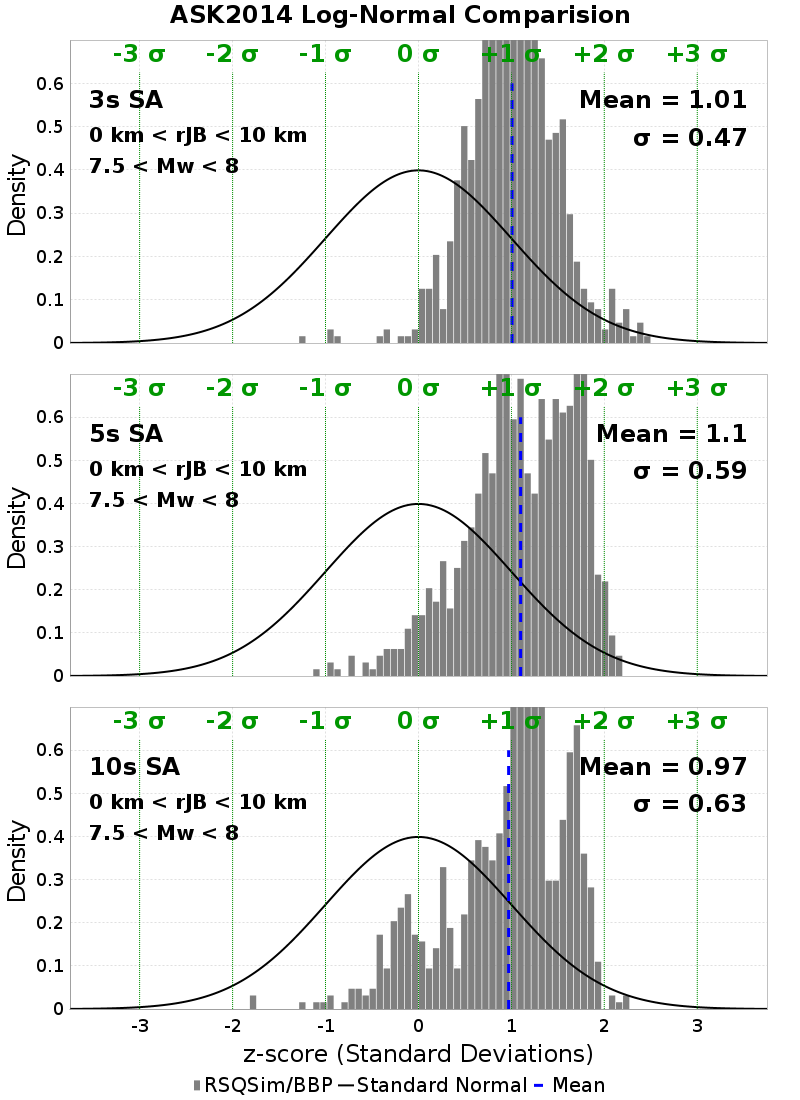 ASK2014 Log-Normal Comparision
-3 σ -2 σ -1 σ 0 σ +1 σ +2 σ +3 σ
0.6
3s SA
Mean = 1.01
0.5
0 km < rJB < 10 km
σ = 0.47
0.4
7.5 < Mw < 8
0.3
0.2
0.1
0
Density
-3 σ -2 σ -1 σ 0 σ +1 σ +2 σ +3 σ
0.6
5s SA
Mean = 1.1
0.5
0 km < rJB < 10 km
σ = 0.59
0.4
7.5 < Mw < 8
0.3
0.2
0.1
0
Density
-3 σ -2 σ -1 σ 0 σ +1 σ +2 σ +3 σ
0.6
10s SA
Mean = 0.97
0.5
0 km < rJB < 10 km
σ = 0.63
0.4
7.5 < Mw < 8
0.3
0.2
0.1
0
Density
-3 -2 -1 0 1 2 3
z-score (Standard Deviations)
RSQSim/BBP Standard Normal Mean